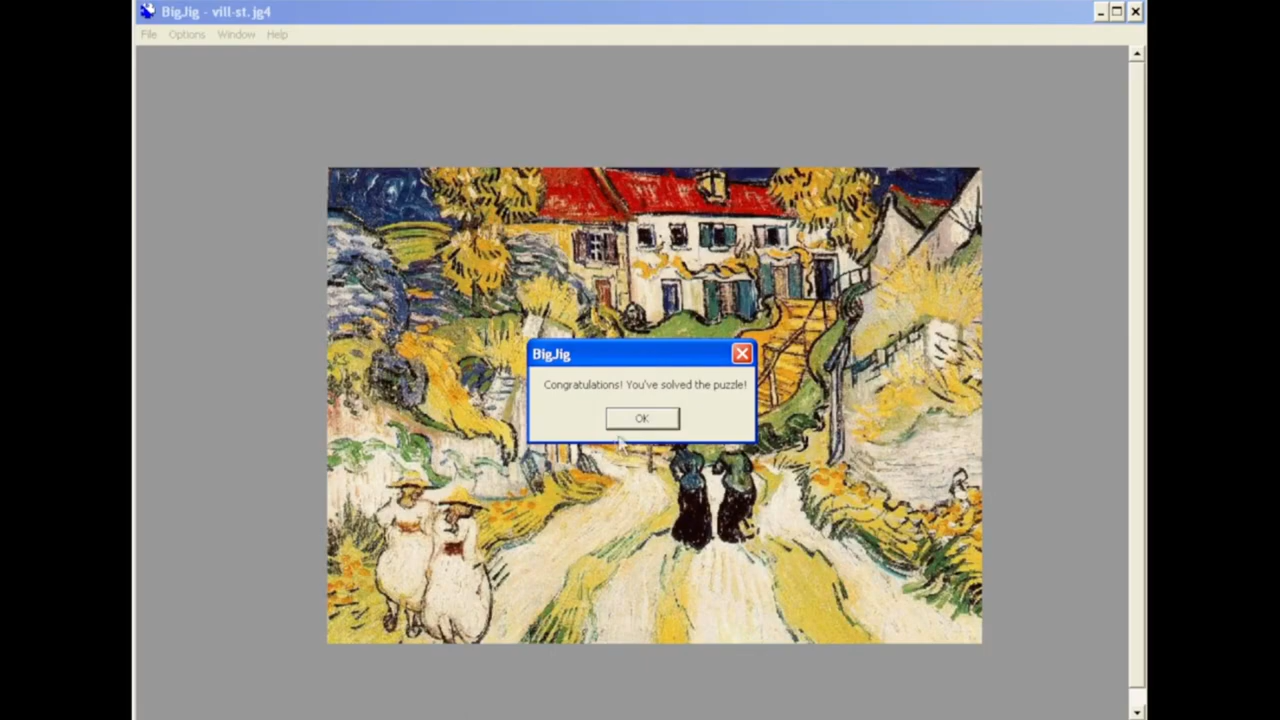 BigJig - vill-st.jg4
File Options Window Help
BigJig
Congratulations! You've solved the puzzle!
OK